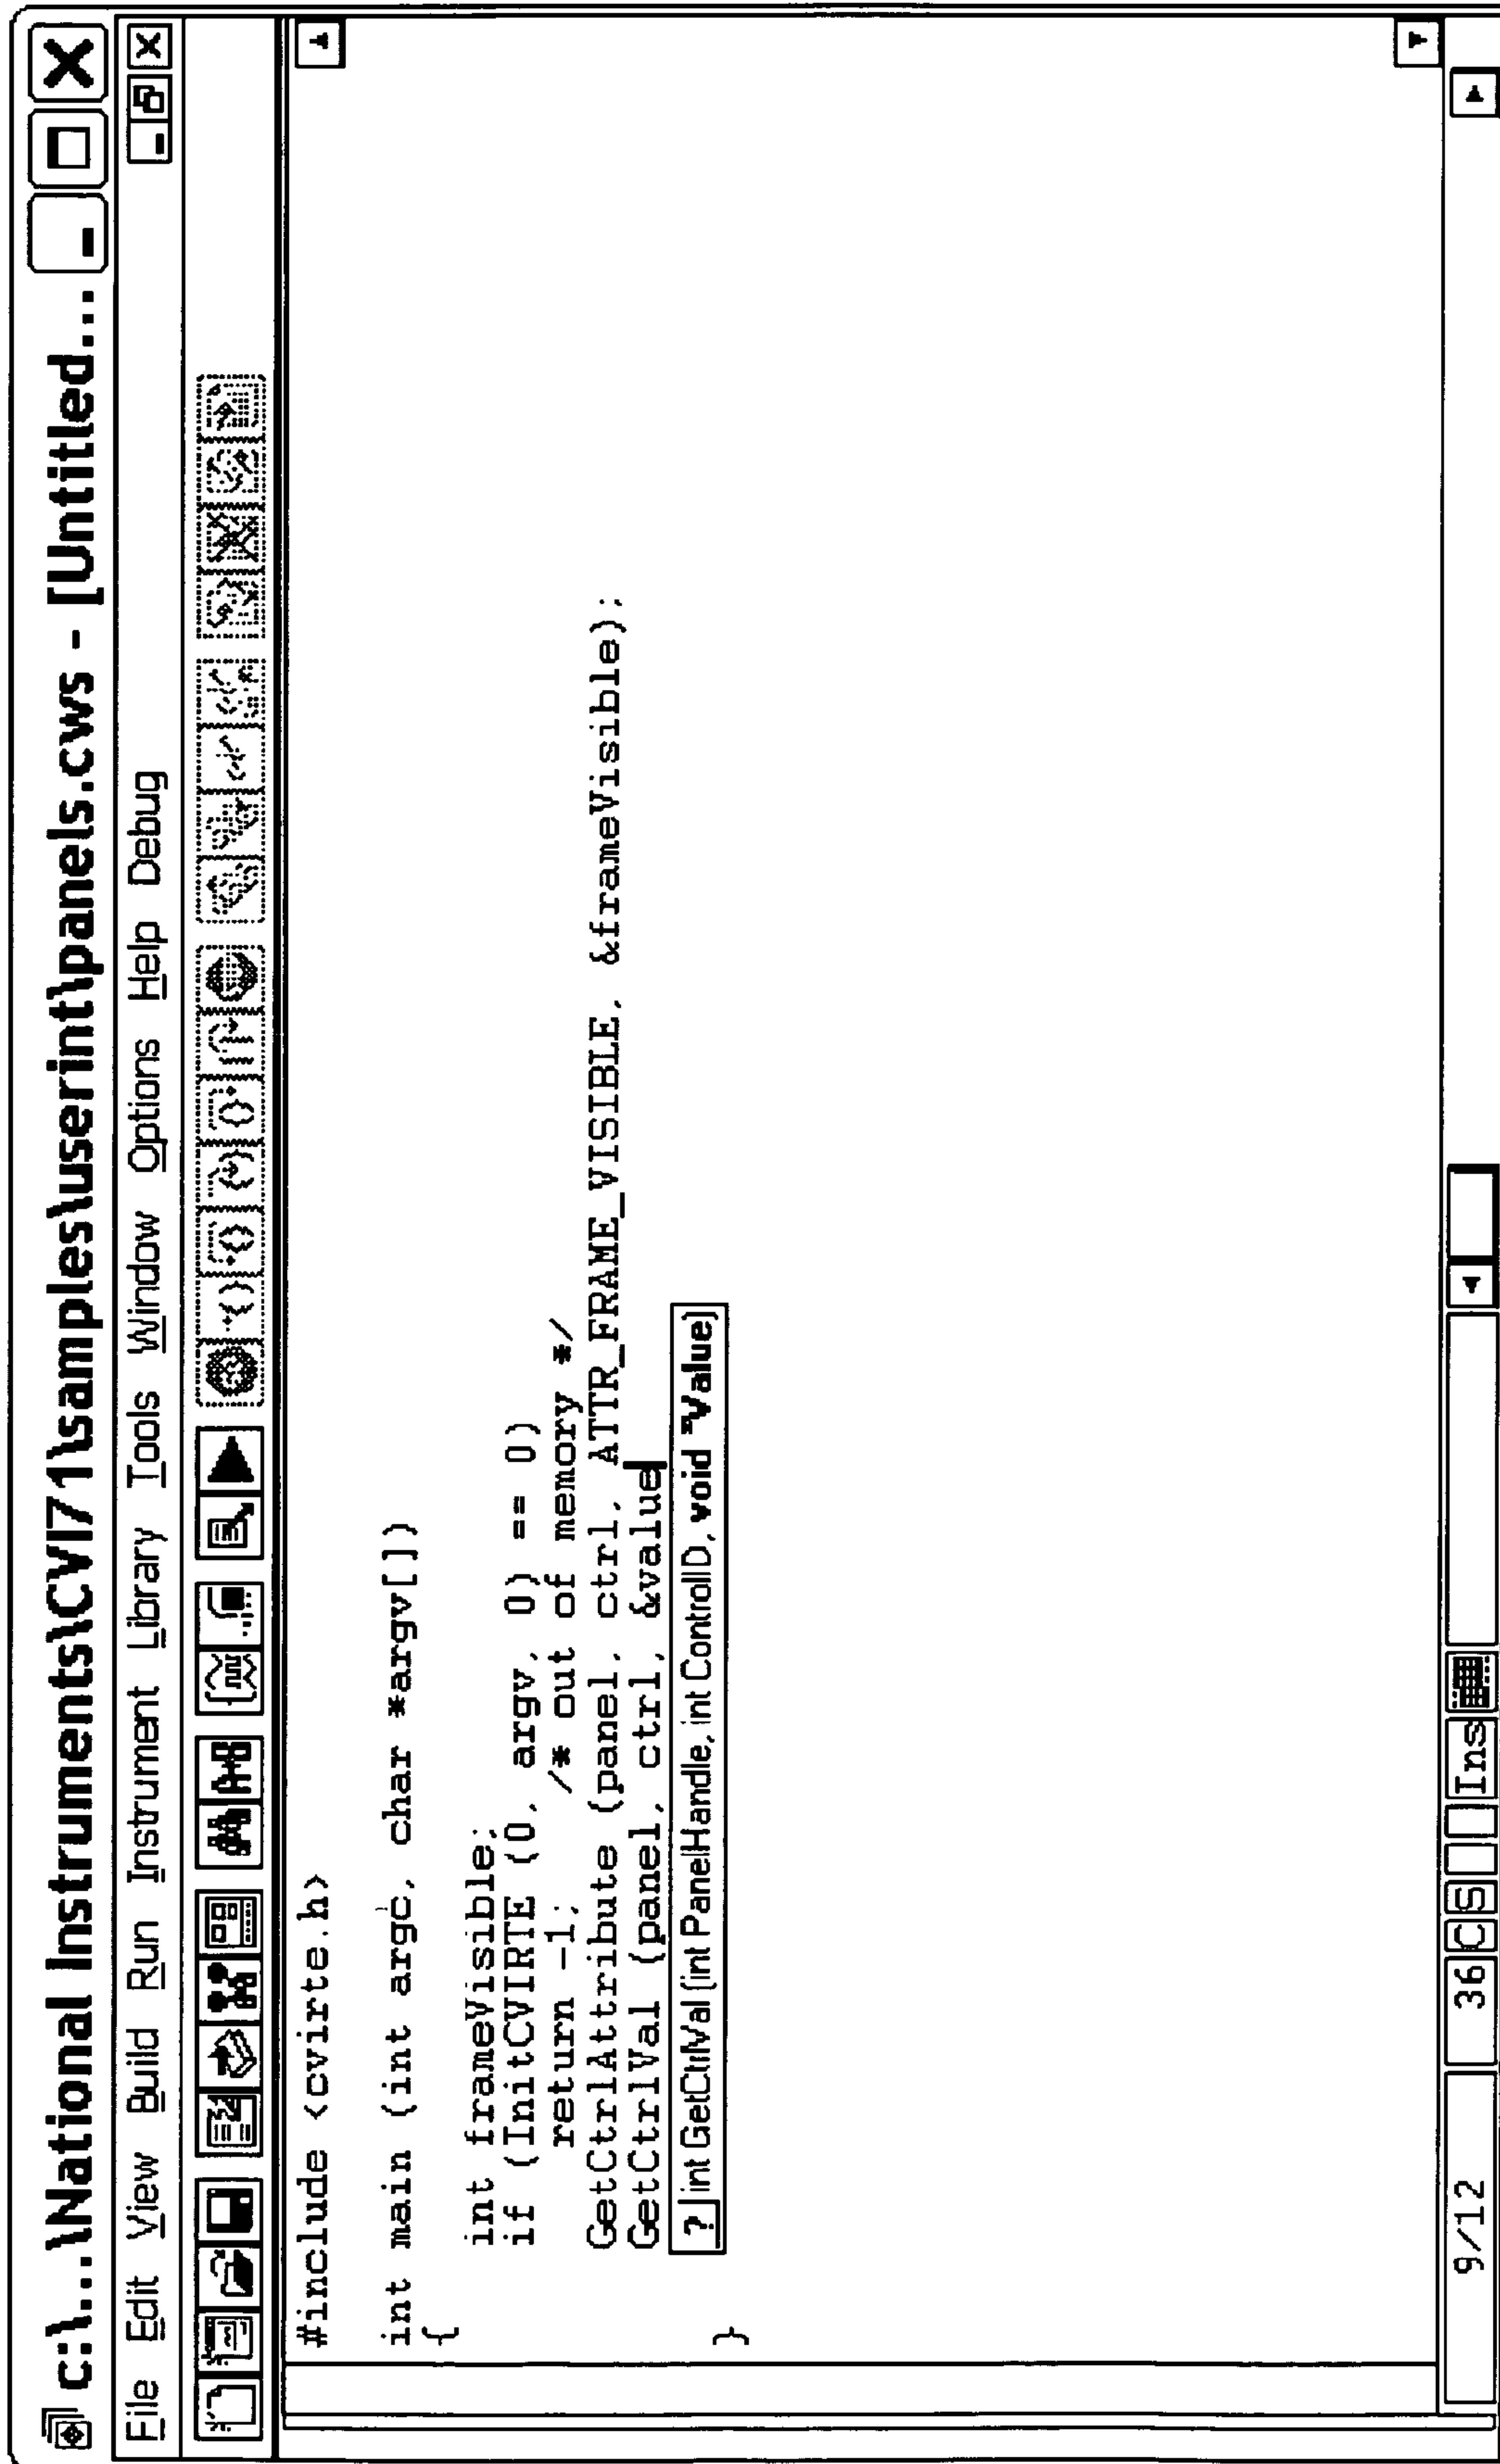 c:\...\National Instruments\CVI71\samples\userint\panels.cws - [Untitled...
File Edit View Build Run Instrument Library Tools Window Options Help Debug
#include <cvirte.h>
int main (int argc, char *argv[])
{
int frameVisible;
if (InitCVIRTE (0, argv, 0) == 0)
return -1; /* out of memory */
GetCtrlAttribute (panel, ctrl, ATTR_FRAME_VISIBLE, &frameVisible);
GetCtrlVal (panel, ctrl, &value
? int GetCtrlVal (int PanelHandle, int ControlID, void *Value)
}
9/12 36 C S Ins